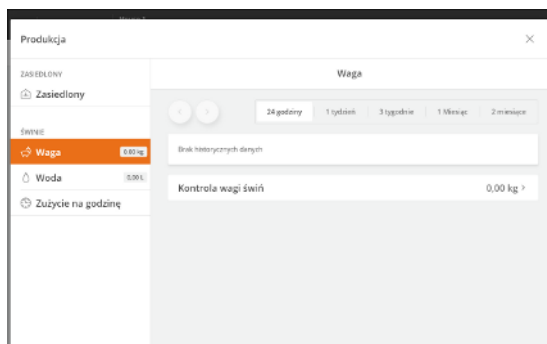 Produkcja
ZASIEDLONY
Zasiedlony
ŚWINIE
Waga 0,00 kg
Woda 0,00 L
Zużycie na godzinę
Waga
24 godziny 1 tydzień 3 tygodnie 1 Miesiąc 2 miesiące
Brak historycznych danych
Kontrola wagi świń 0,00 kg